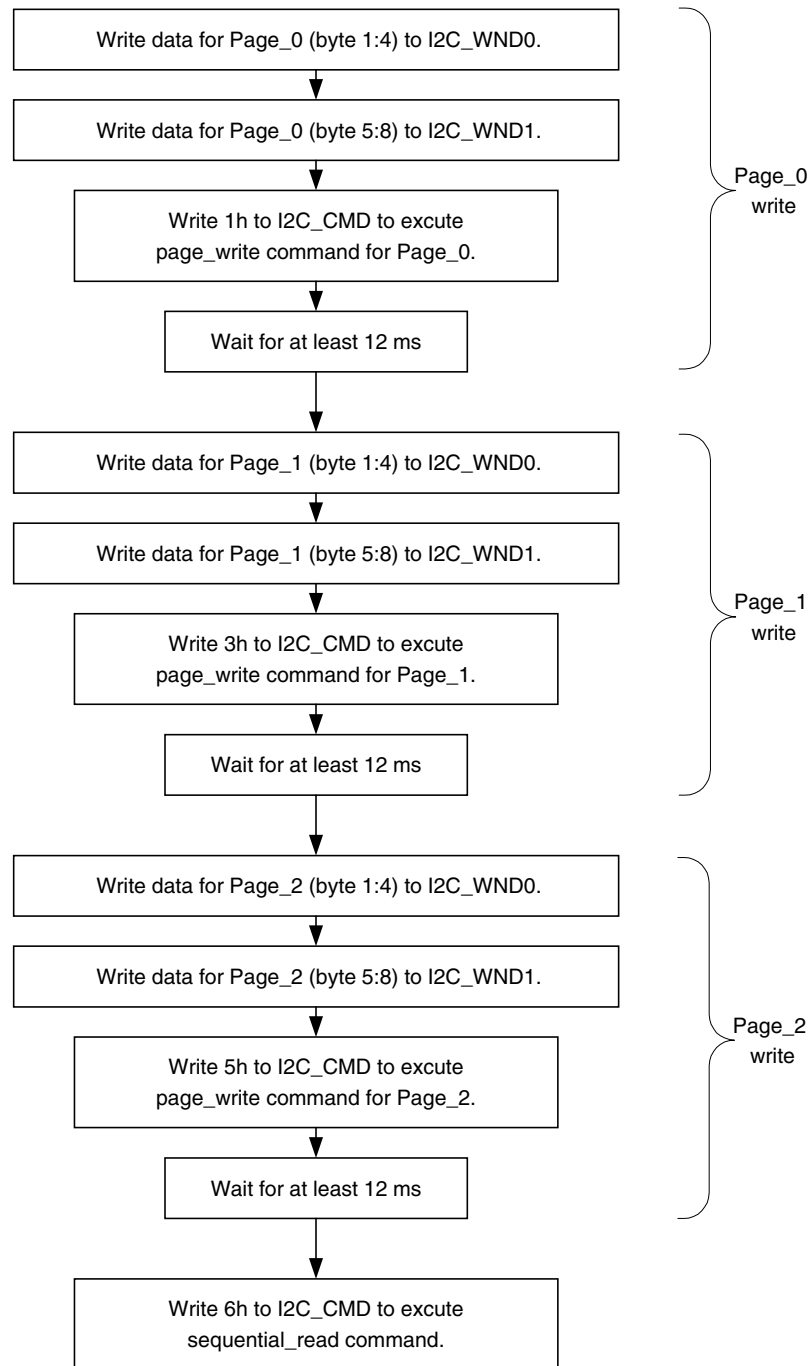 Write data for Page_0 (byte 1:4) to I2C_WND0.
Write data for Page_0 (byte 5:8) to I2C_WND1.
Write 1h to I2C_CMD to excute
page_write command for Page_0.
Wait for at least 12 ms
Page_0
write
Write data for Page_1 (byte 1:4) to I2C_WND0.
Write data for Page_1 (byte 5:8) to I2C_WND1.
Write 3h to I2C_CMD to excute
page_write command for Page_1.
Wait for at least 12 ms
Page_1
write
Write data for Page_2 (byte 1:4) to I2C_WND0.
Write data for Page_2 (byte 5:8) to I2C_WND1.
Write 5h to I2C_CMD to excute
page_write command for Page_2.
Wait for at least 12 ms
Page_2
write
Write 6h to I2C_CMD to excute
sequential_read command.